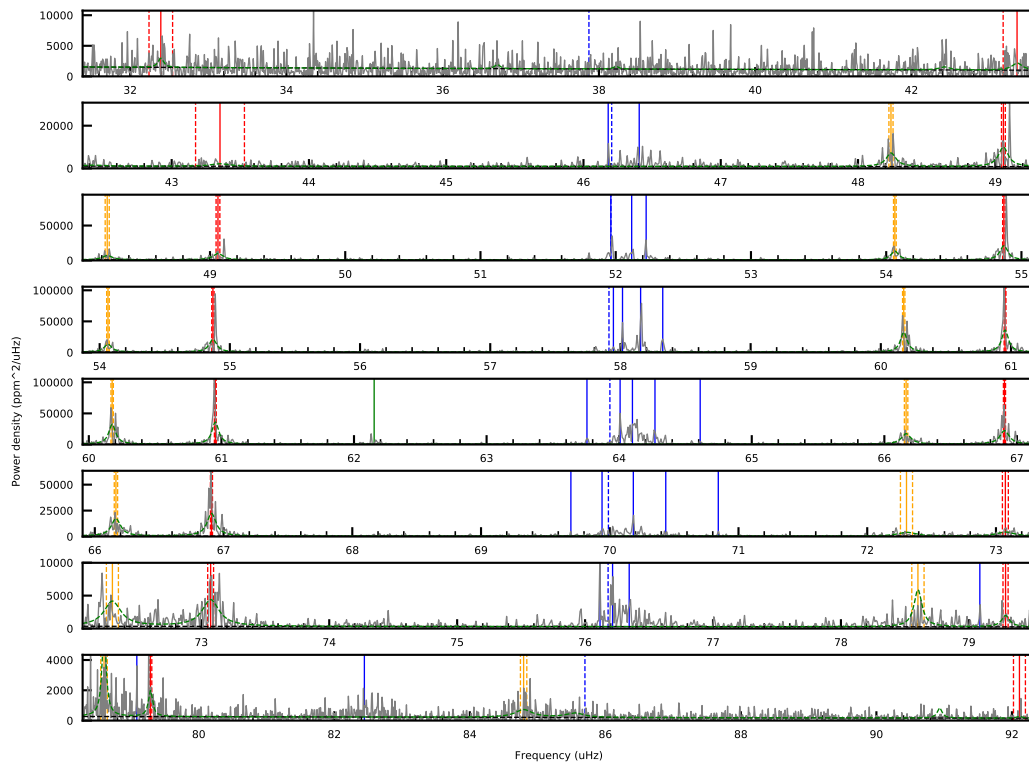 10000
5000
0
32 34 36 38 40 42
20000
0
43 44 45 46 47 48 49
50000
0
49 50 51 52 53 54 55
100000
50000
0
54 55 56 57 58 59 60 61
100000
50000
0
60 61 62 63 64 65 66 67
50000
25000
0
66 67 68 69 70 71 72 73
10000
5000
0
73 74 75 76 77 78 79
4000
2000
0
80 82 84 86 88 90 92
Power density (ppm^2/uHz)
Frequency (uHz)